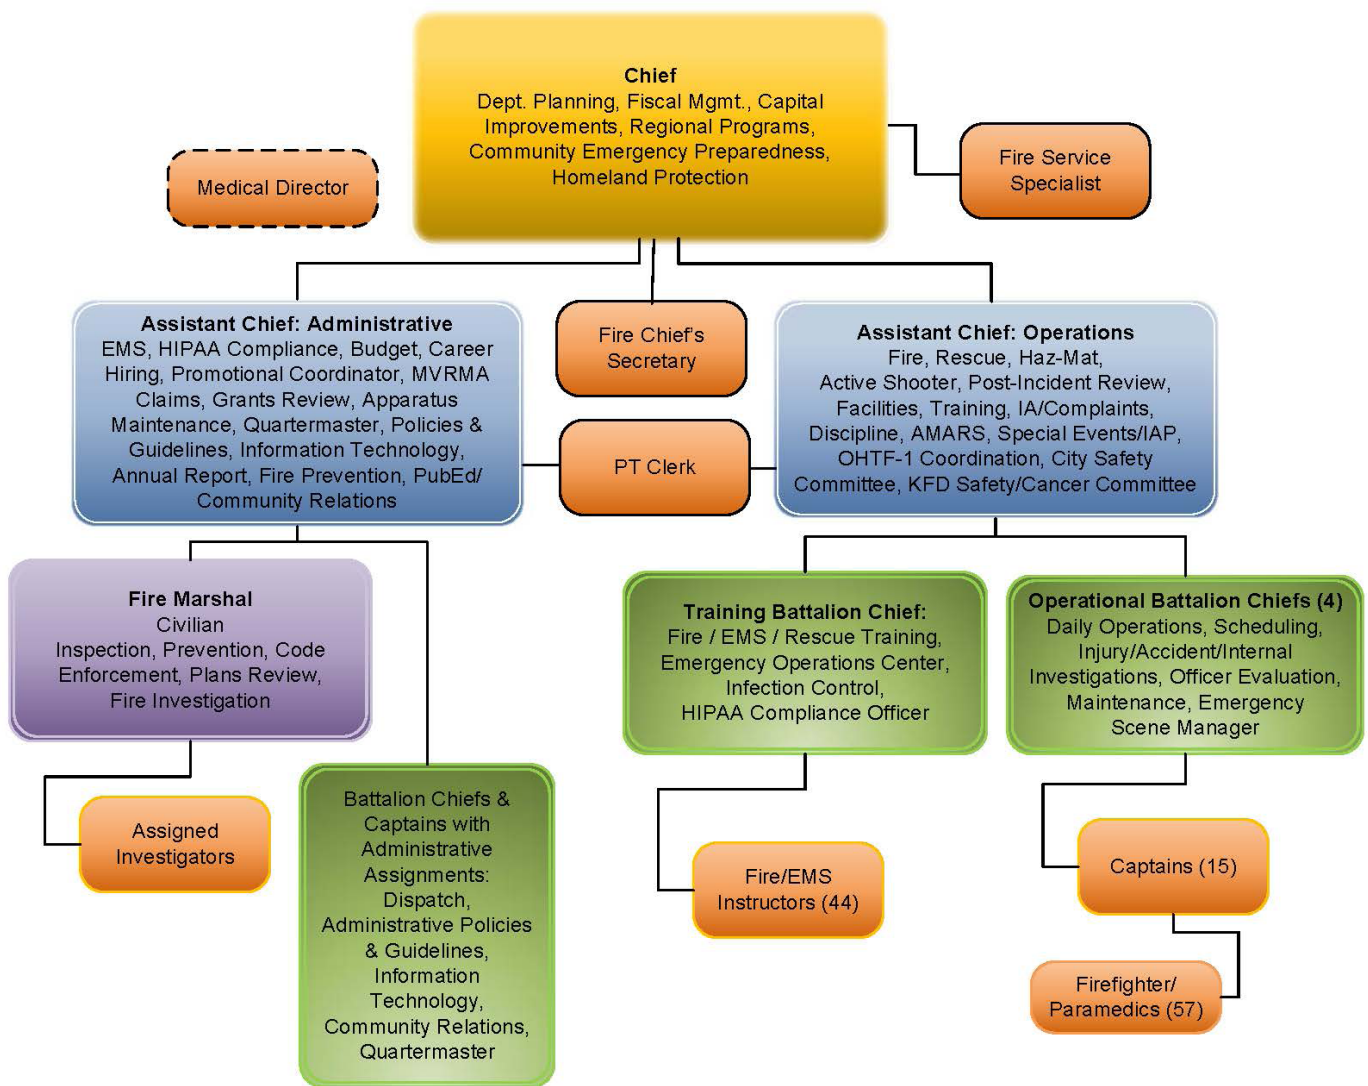 Chief
Dept. Planning, Fiscal Mgmt., Capital
Improvements, Regional Programs,
Community Emergency Preparedness,
Homeland Protection
Medical Director
Fire Service
Specialist
Assistant Chief: Administrative
EMS, HIPAA Compliance, Budget, Career
Hiring, Promotional Coordinator, MVRMA
Claims, Grants Review, Apparatus
Maintenance, Quartermaster, Policies &
Guidelines, Information Technology,
Annual Report, Fire Prevention, PubEd/
Community Relations
Fire Chief's
Secretary
PT Clerk
Assistant Chief: Operations
Fire, Rescue, Haz-Mat,
Active Shooter, Post-Incident Review,
Facilities, Training, IA/Complaints,
Discipline, AMARS, Special Events/IAP,
OHTF-1 Coordination, City Safety
Committee, KFD Safety/Cancer Committee
Fire Marshal
Civilian
Inspection, Prevention, Code
Enforcement, Plans Review,
Fire Investigation
Training Battalion Chief:
Fire / EMS / Rescue Training,
Emergency Operations Center,
Infection Control,
HIPAA Compliance Officer
Operational Battalion Chiefs (4)
Daily Operations, Scheduling,
Injury/Accident/Internal
Investigations, Officer Evaluation,
Maintenance, Emergency
Scene Manager
Assigned
Investigators
Battalion Chiefs &
Captains with
Administrative
Assignments:
Dispatch,
Administrative Policies
& Guidelines,
Information
Technology,
Community Relations,
Quartermaster
Fire/EMS
Instructors (44)
Captains (15)
Firefighter/
Paramedics (57)